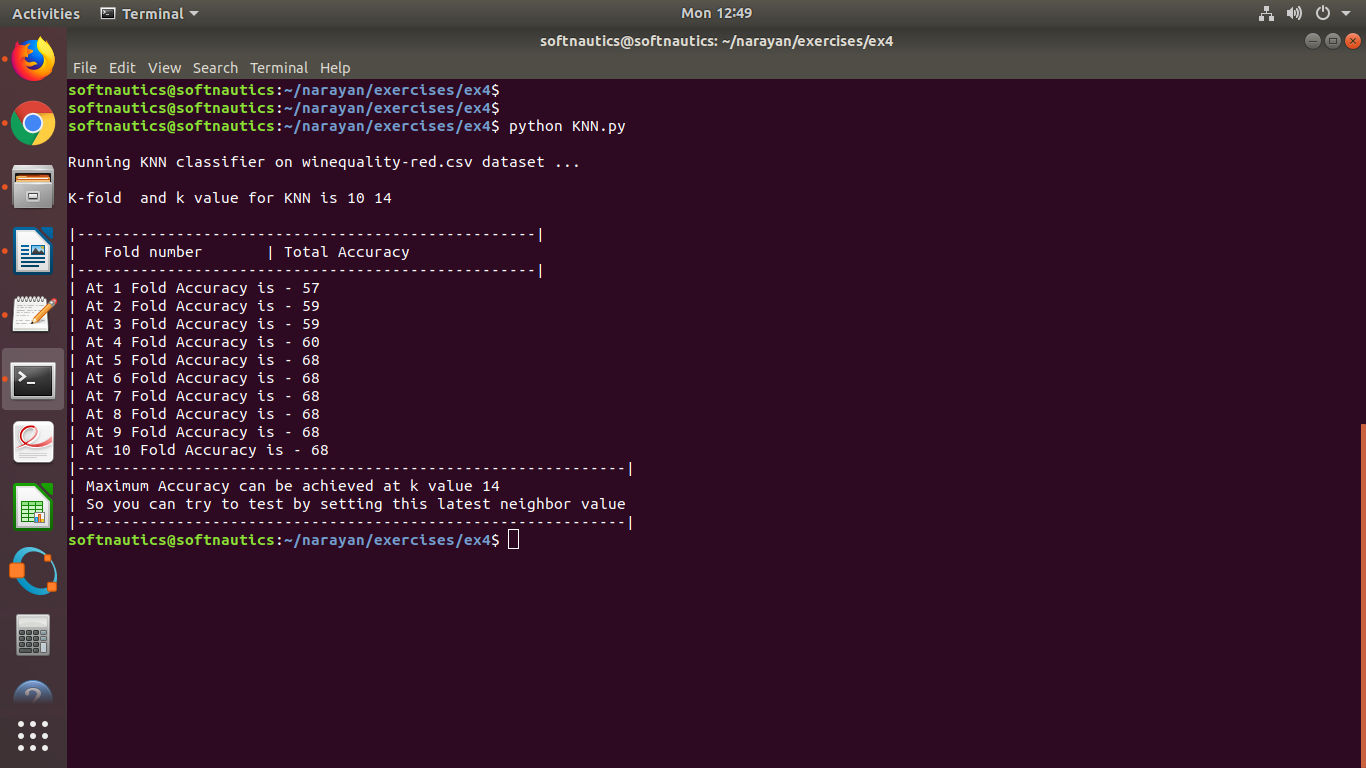 Activities Terminal Mon 12:49
softnautics@softnautics: ~/narayan/exercises/ex4
File Edit View Search Terminal Help
softnautics@softnautics:~/narayan/exercises/ex4$
softnautics@softnautics:~/narayan/exercises/ex4$
softnautics@softnautics:~/narayan/exercises/ex4$ python KNN.py
Running KNN classifier on winequality-red.csv dataset ...
K-fold  and k value for KNN is 10 14
|---------------------------------------------------|
|   Fold number       | Total Accuracy
|---------------------------------------------------|
| At 1 Fold Accuracy is - 57
| At 2 Fold Accuracy is - 59
| At 3 Fold Accuracy is - 59
| At 4 Fold Accuracy is - 60
| At 5 Fold Accuracy is - 68
| At 6 Fold Accuracy is - 68
| At 7 Fold Accuracy is - 68
| At 8 Fold Accuracy is - 68
| At 9 Fold Accuracy is - 68
| At 10 Fold Accuracy is - 68
|-------------------------------------------------------------|
| Maximum Accuracy can be achieved at k value 14
| So you can try to test by setting this latest neighbor value
|-------------------------------------------------------------|
softnautics@softnautics:~/narayan/exercises/ex4$